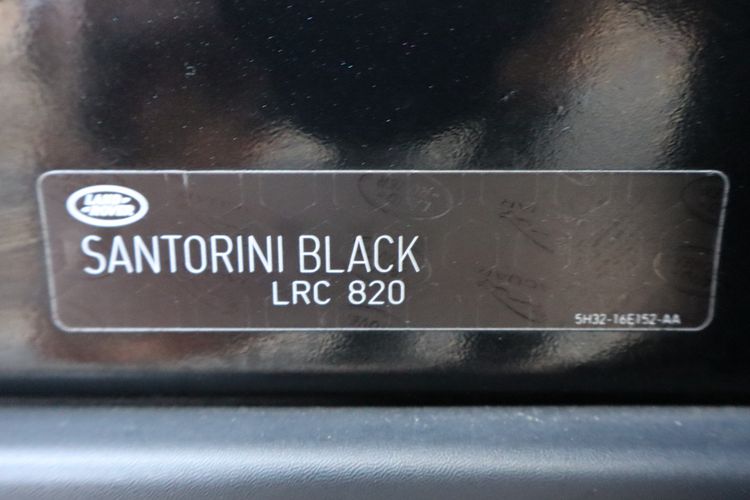 LAND
ROVER
SANTORINI BLACK
LRC 820
5H32-16E152-AA